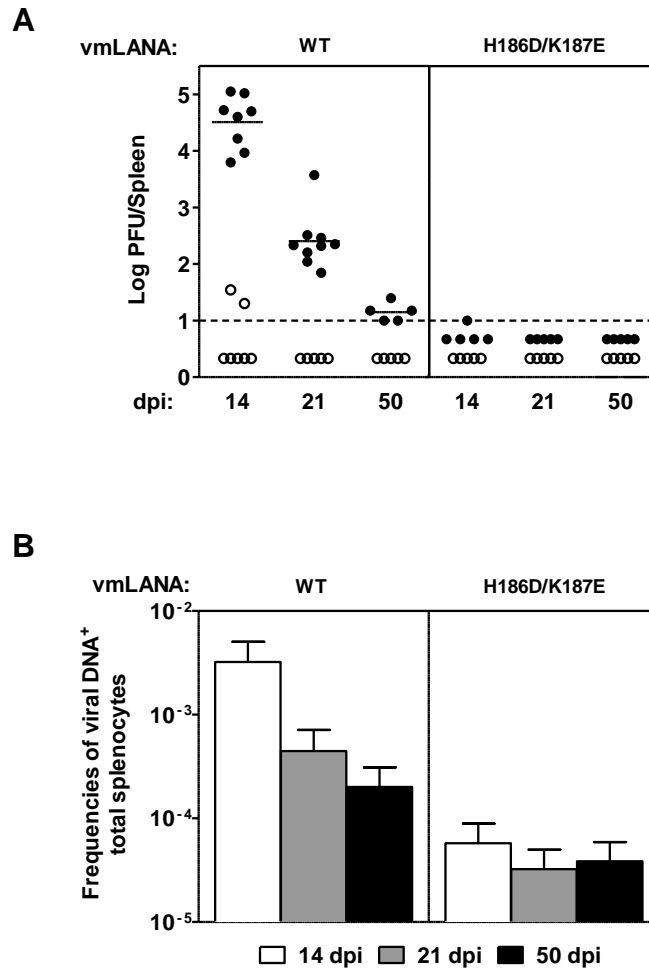 A
vmLANA: WT H186D/K187E
Log PFU/Spleen
5
4
3
2
1
0
dpi: 14 21 50 14 21 50
B
vmLANA: WT H186D/K187E
Frequencies of viral DNA⁺
total splenocytes
10⁻²
10⁻³
10⁻⁴
10⁻⁵
14 dpi 21 dpi 50 dpi